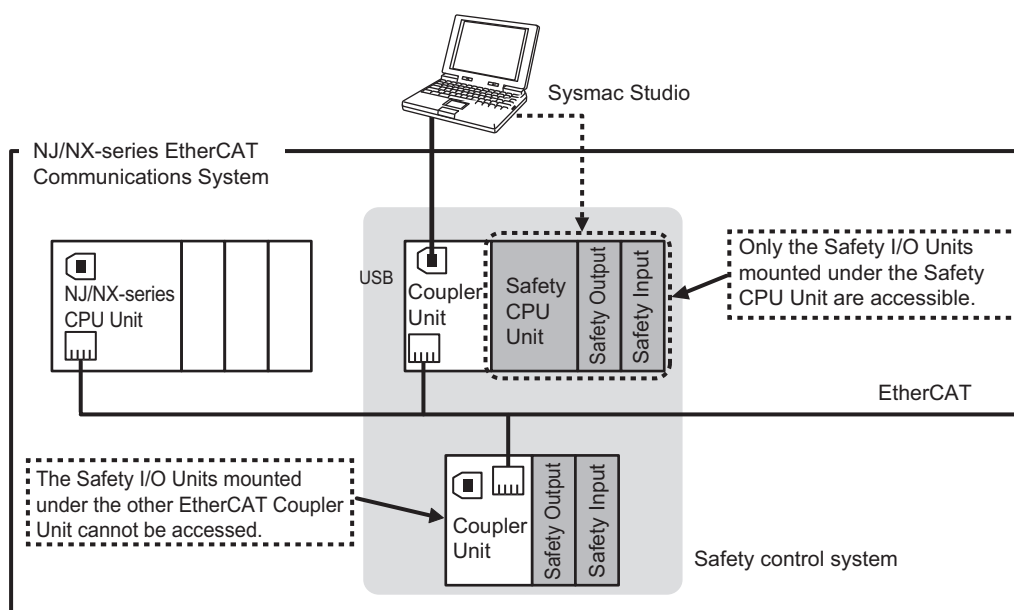 Sysmac Studio
NJ/NX-series EtherCAT
Communications System
NJ/NX-series
CPU Unit
USB
Coupler
Unit
Safety
CPU
Unit
Safety Output
Safety Input
Only the Safety I/O Units
mounted under the Safety
CPU Unit are accessible.
EtherCAT
The Safety I/O Units mounted
under the other EtherCAT Coupler
Unit cannot be accessed.
Coupler
Unit
Safety Output
Safety Input
Safety control system